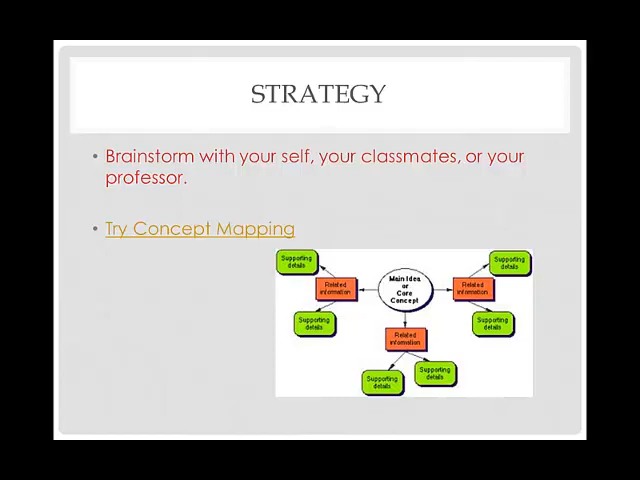 STRATEGY
• Brainstorm with your self, your classmates, or your
professor.
• Try Concept Mapping
Supporting
details
Related
information
Supporting
details
Main Idea
or
Core
Concept
Supporting
details
Related
information
Supporting
details
Related
information
Supporting
details
Supporting
details